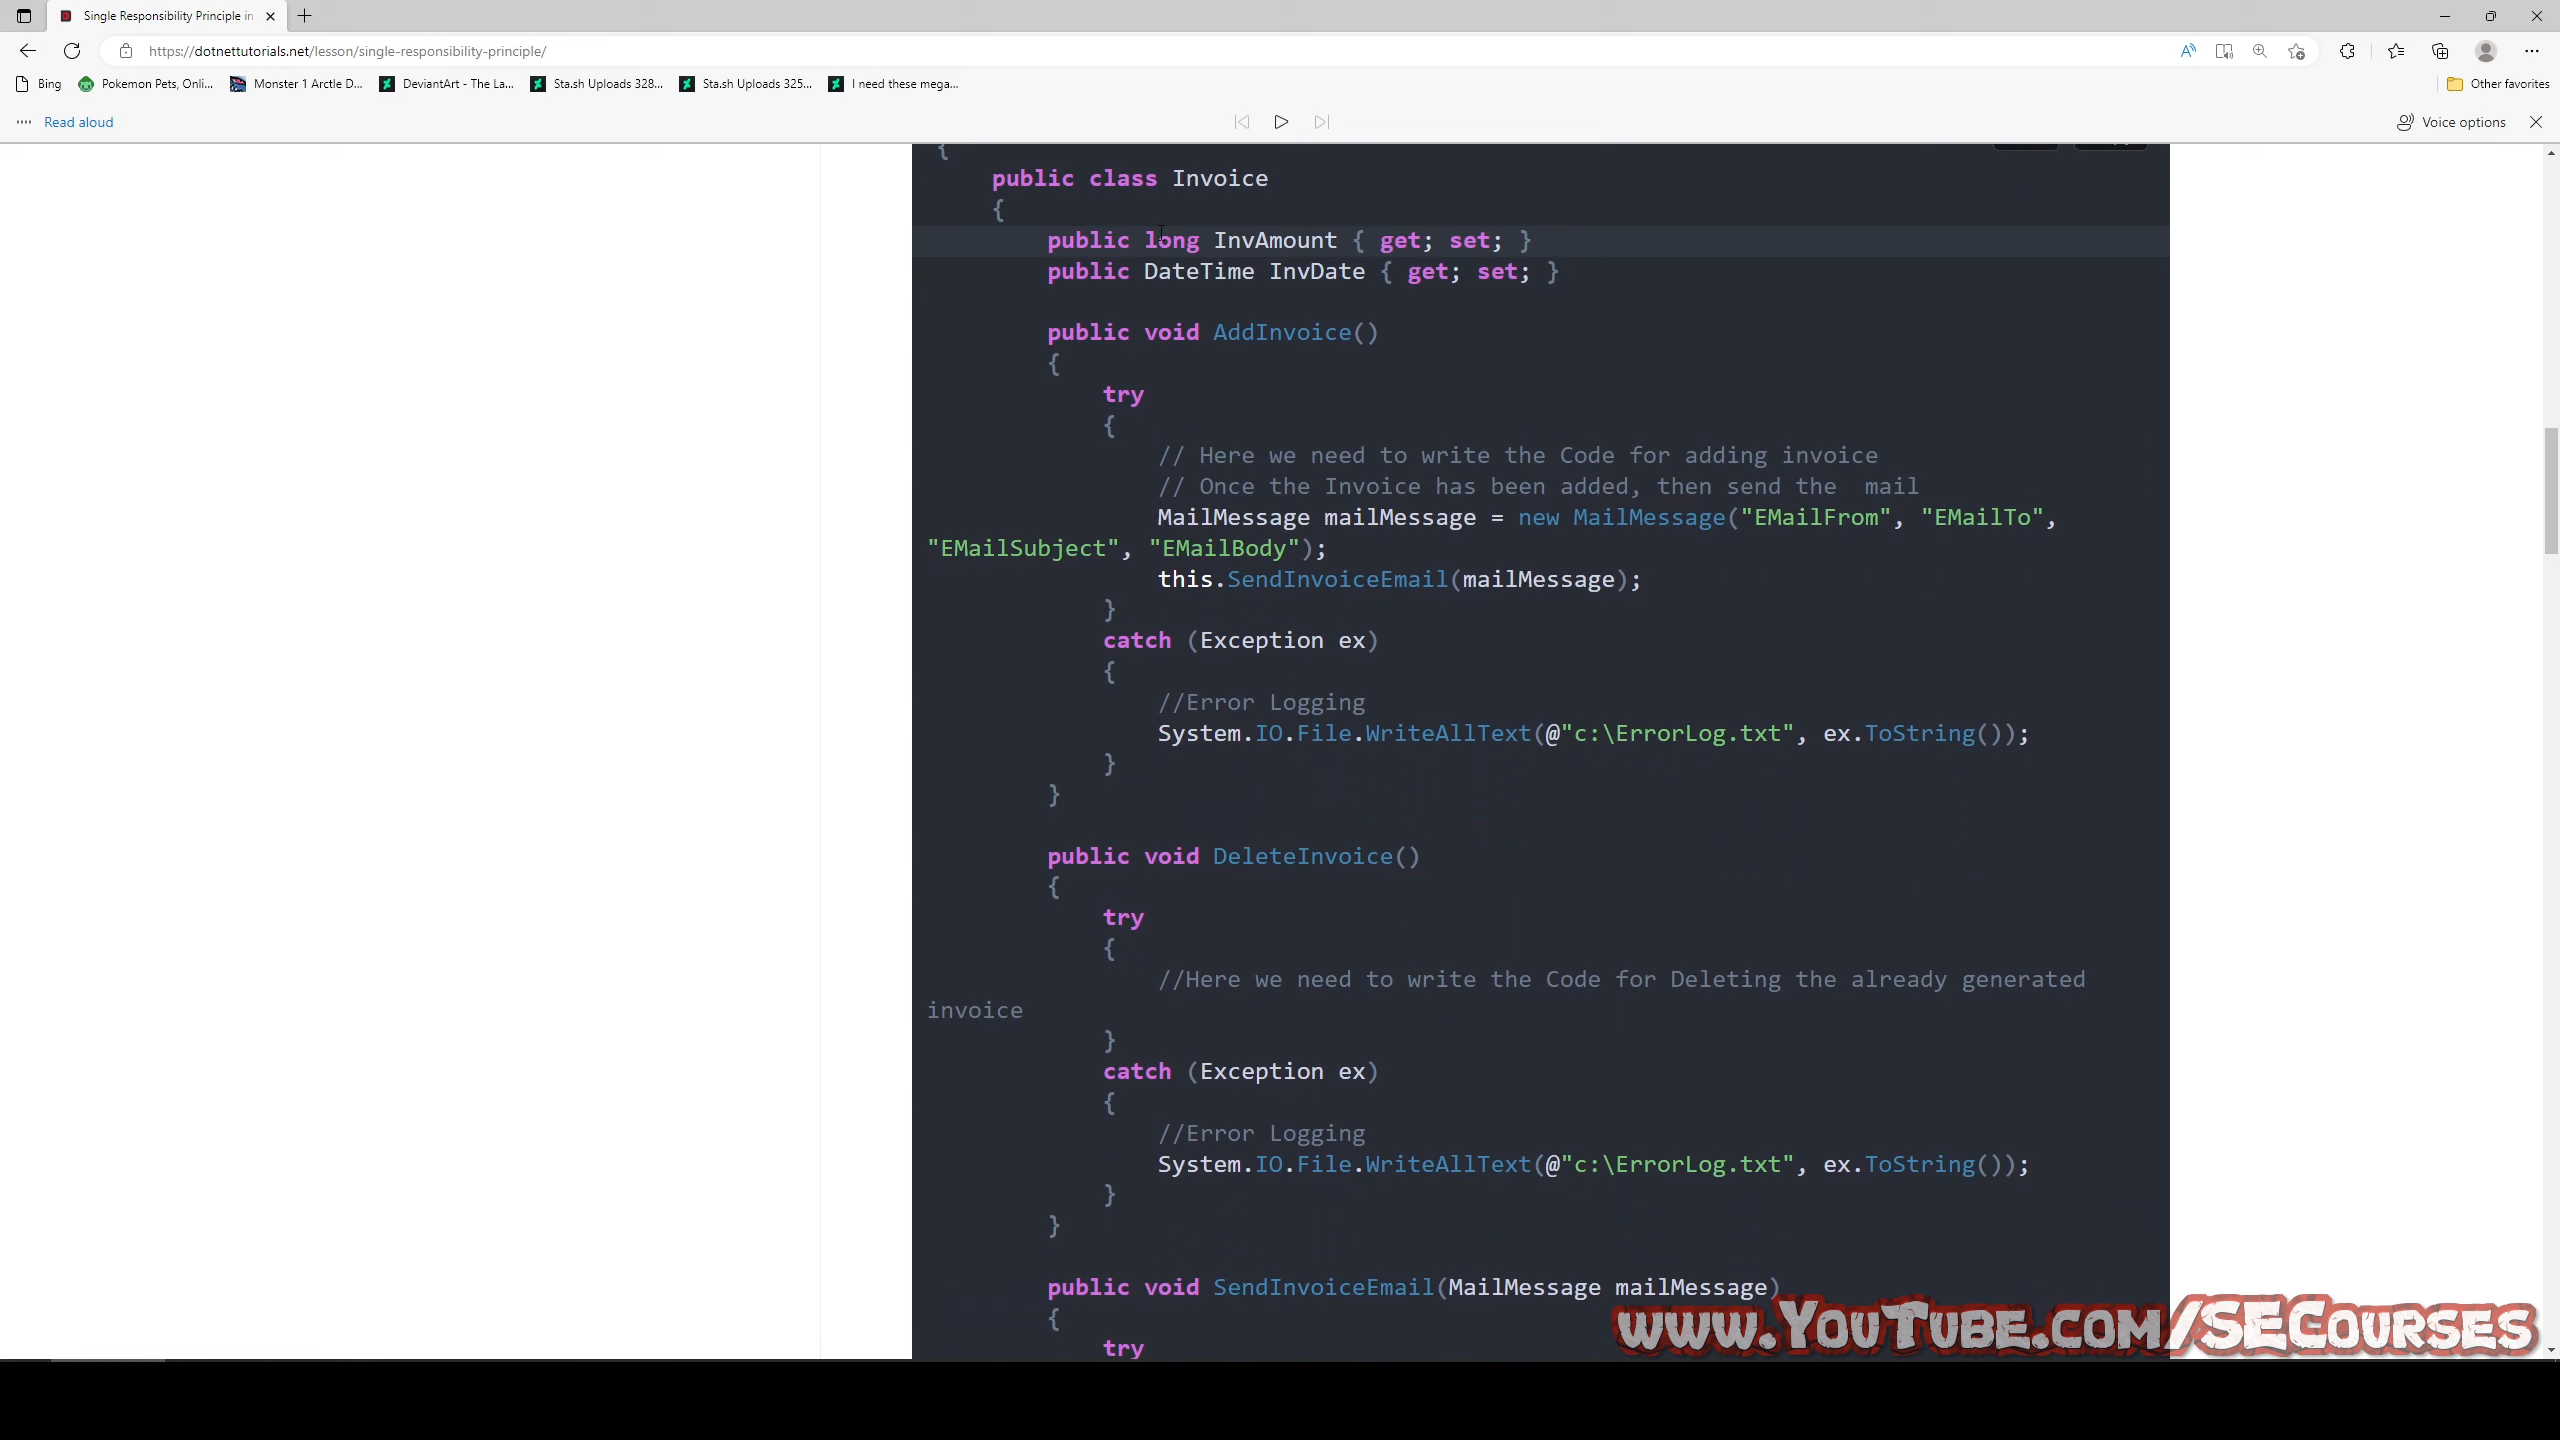 Single Responsibility Principle in
https://dotnettutorials.net/lesson/single-responsibility-principle/
Bing Pokemon Pets, Onli... Monster 1 Arctle D... DeviantArt - The La... Sta.sh Uploads 328... Sta.sh Uploads 325... I need these mega... Other favorites
Read aloud Voice options
{
public class Invoice
{
public long InvAmount { get; set; }
public DateTime InvDate { get; set; }
public void AddInvoice()
{
try
{
// Here we need to write the Code for adding invoice
// Once the Invoice has been added, then send the  mail
MailMessage mailMessage = new MailMessage("EMailFrom", "EMailTo",
"EMailSubject", "EMailBody");
this.SendInvoiceEmail(mailMessage);
}
catch (Exception ex)
{
//Error Logging
System.IO.File.WriteAllText(@"c:\ErrorLog.txt", ex.ToString());
}
}
public void DeleteInvoice()
{
try
{
//Here we need to write the Code for Deleting the already generated
invoice
}
catch (Exception ex)
{
//Error Logging
System.IO.File.WriteAllText(@"c:\ErrorLog.txt", ex.ToString());
}
}
public void SendInvoiceEmail(MailMessage mailMessage)
{
try
www.YouTube.com/SECourses